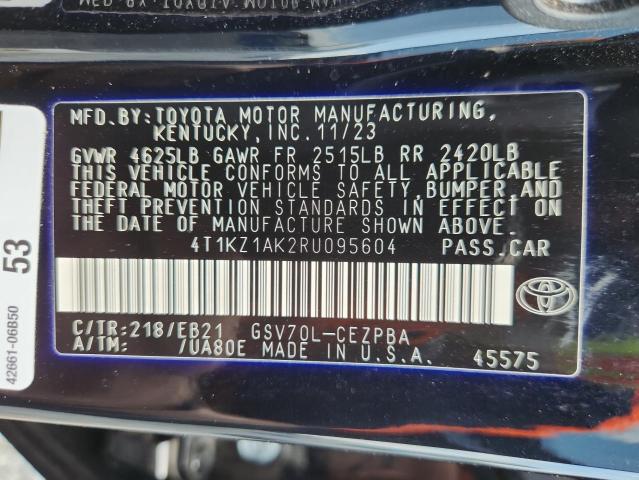 MFD.BY:TOYOTA MOTOR MANUFACTURING,
KENTUCKY,INC.11/23
GVWR 4625LB GAWR FR 2515LB RR 2420LB
THIS VEHICLE CONFORMS TO ALL APPLICABLE
FEDERAL MOTOR VEHICLE SAFETY,BUMPER,AND
THEFT PREVENTION STANDARDS IN EFFECT ON
THE DATE OF MANUFACTURE SHOWN ABOVE.
4T1KZ1AK2RU095604 PASS.CAR
C/TR:218/EB21 GSV70L-CEZPBA
A/TM: /UA80E MADE IN U.S.A. 45575
53
42661-06B50